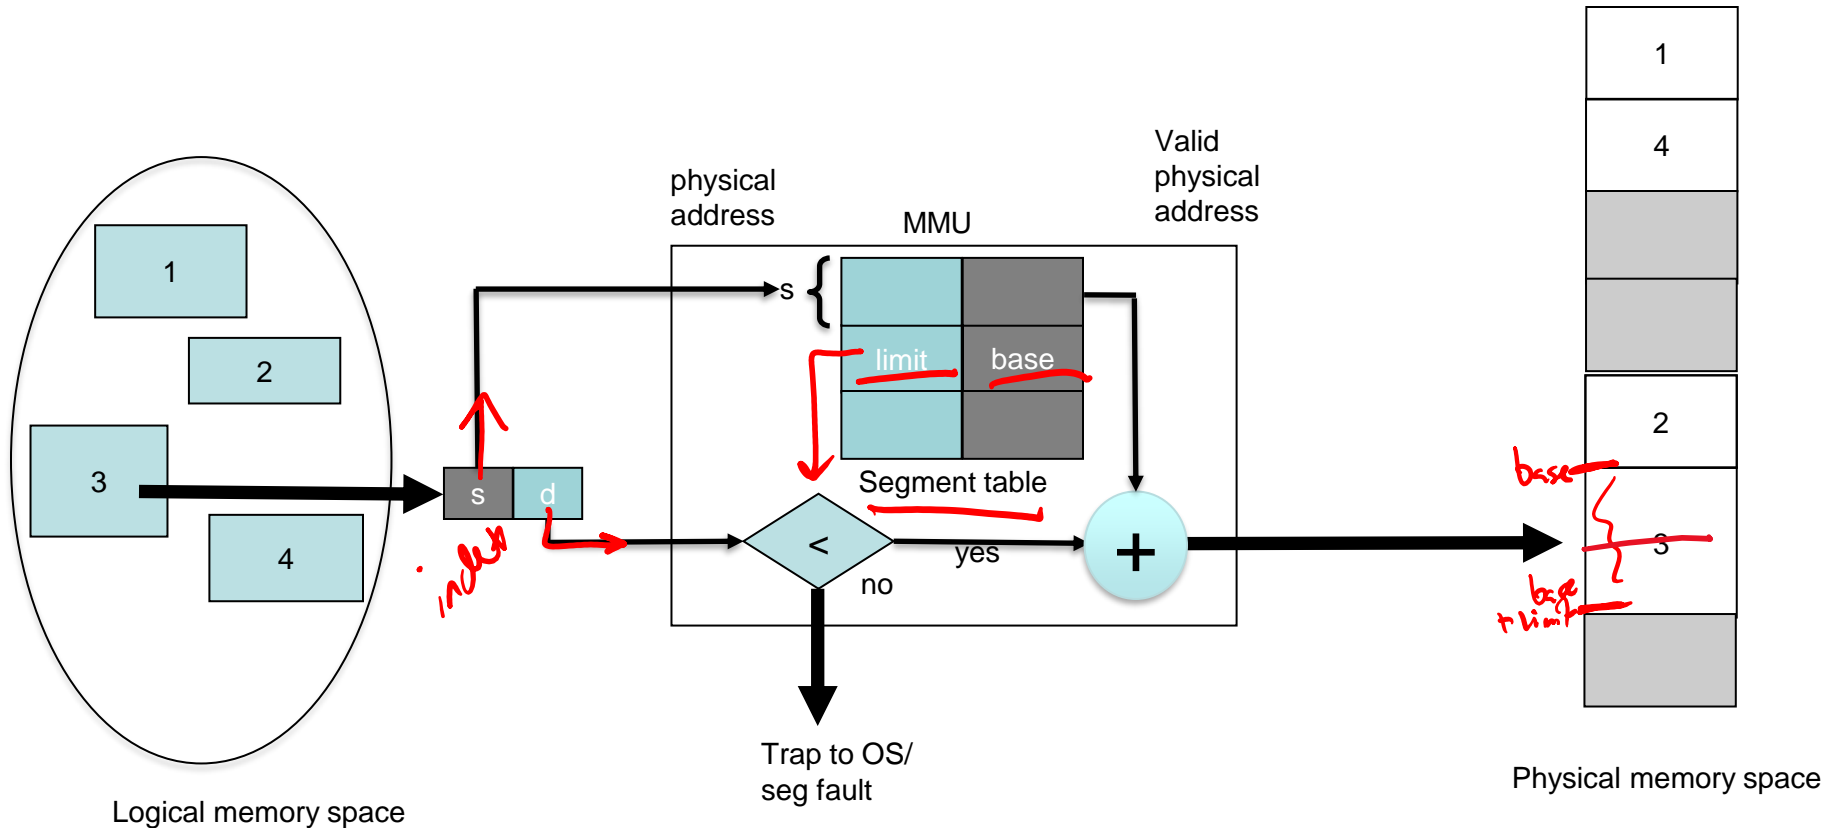 1
2
3
4
Logical memory space
s
d
index
physical
address
MMU
Valid
physical
address
s
limit
base
Segment table
<
yes
no
+
Trap to OS/
seg fault
1
4
2
3
base
base
+ limit
Physical memory space